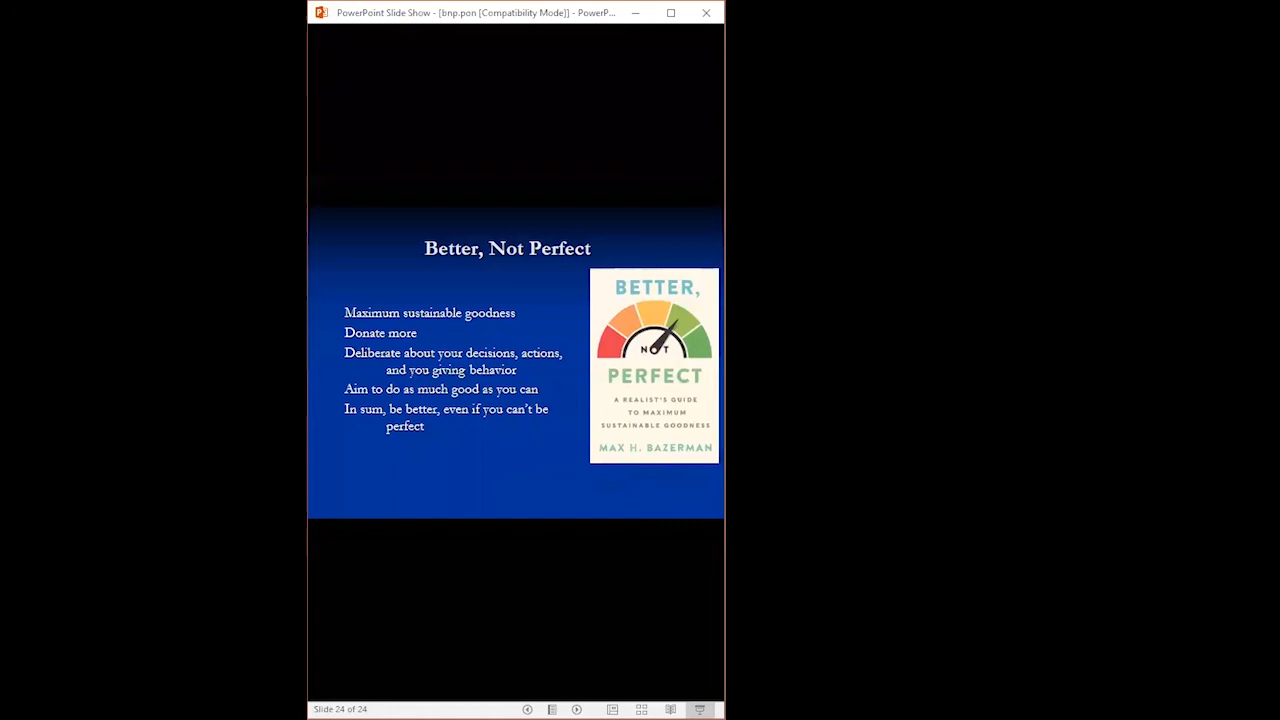 PowerPoint Slide Show - [bnp.pon [Compatibility Mode]] - PowerP...
Better, Not Perfect
Maximum sustainable goodness
Donate more
Deliberate about your decisions, actions,
and you giving behavior
Aim to do as much good as you can
In sum, be better, even if you can't be
perfect
BETTER,
NOT
PERFECT
A REALIST'S GUIDE
TO MAXIMUM
SUSTAINABLE GOODNESS
MAX H. BAZERMAN
Slide 24 of 24